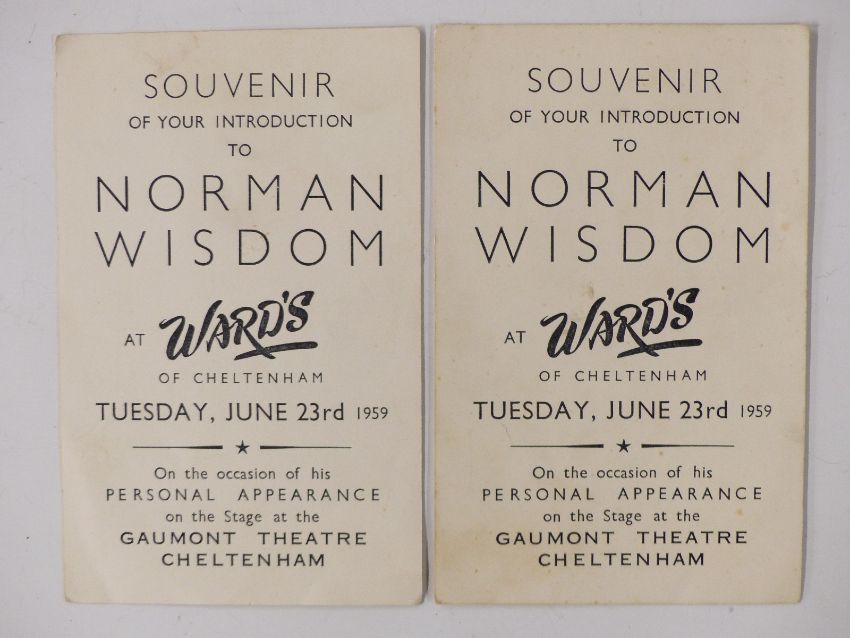 SOUVENIR
OF YOUR INTRODUCTION
TO
NORMAN
WISDOM
AT WARD'S
OF CHELTENHAM
TUESDAY, JUNE 23rd 1959
On the occasion of his
PERSONAL APPEARANCE
on the Stage at the
GAUMONT THEATRE
CHELTENHAM
SOUVENIR
OF YOUR INTRODUCTION
TO
NORMAN
WISDOM
AT WARD'S
OF CHELTENHAM
TUESDAY, JUNE 23rd 1959
On the occasion of his
PERSONAL APPEARANCE
on the Stage at the
GAUMONT THEATRE
CHELTENHAM